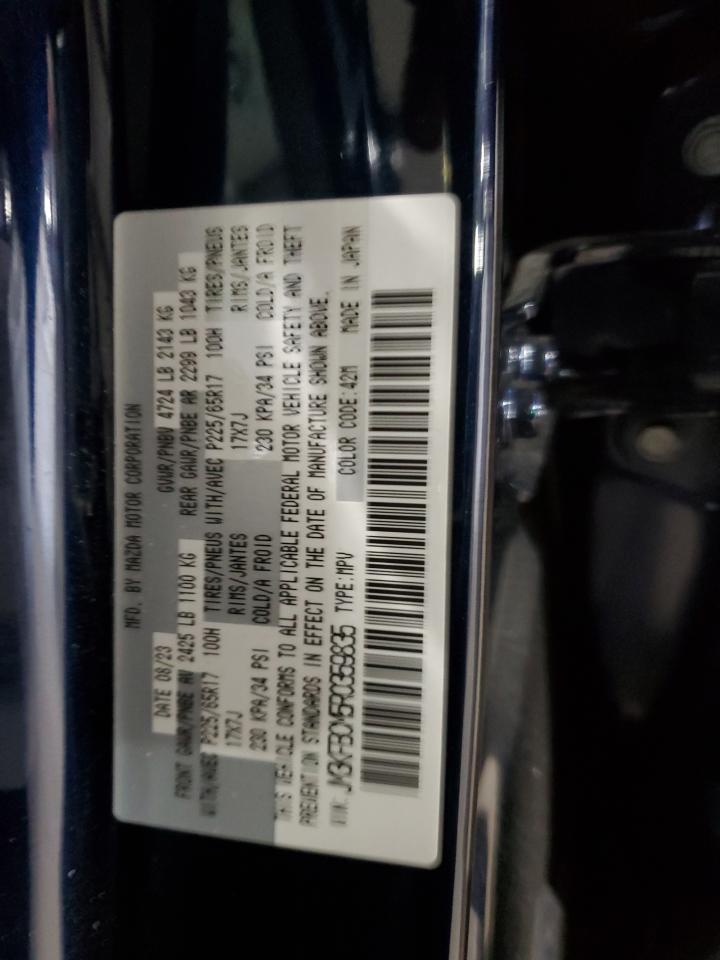 MFD. BY MAZDA MOTOR CORPORATION
DATE 08/23 GVWR/PNBV 4724 LB 2143 KG
FRONT GAWR/PNBE AV 2425 LB 1100 KG REAR GAWR/PNBE AR 2299 LB 1043 KG
WITH/AVEC P225/65R17 100H TIRES/PNEUS WITH/AVEC P225/65R17 100H TIRES/PNEUS
17X7J RIMS/JANTES 17X7J RIMS/JANTES
230 KPA/34 PSI COLD/A FROID 230 KPA/34 PSI COLD/A FROID
THIS VEHICLE CONFORMS TO ALL APPLICABLE FEDERAL MOTOR VEHICLE SAFETY AND THEFT
PREVENTION STANDARDS IN EFFECT ON THE DATE OF MANUFACTURE SHOWN ABOVE.
VIN: JM3KFBCM5R0359835 TYPE:MPV COLOR CODE:42M MADE IN JAPAN